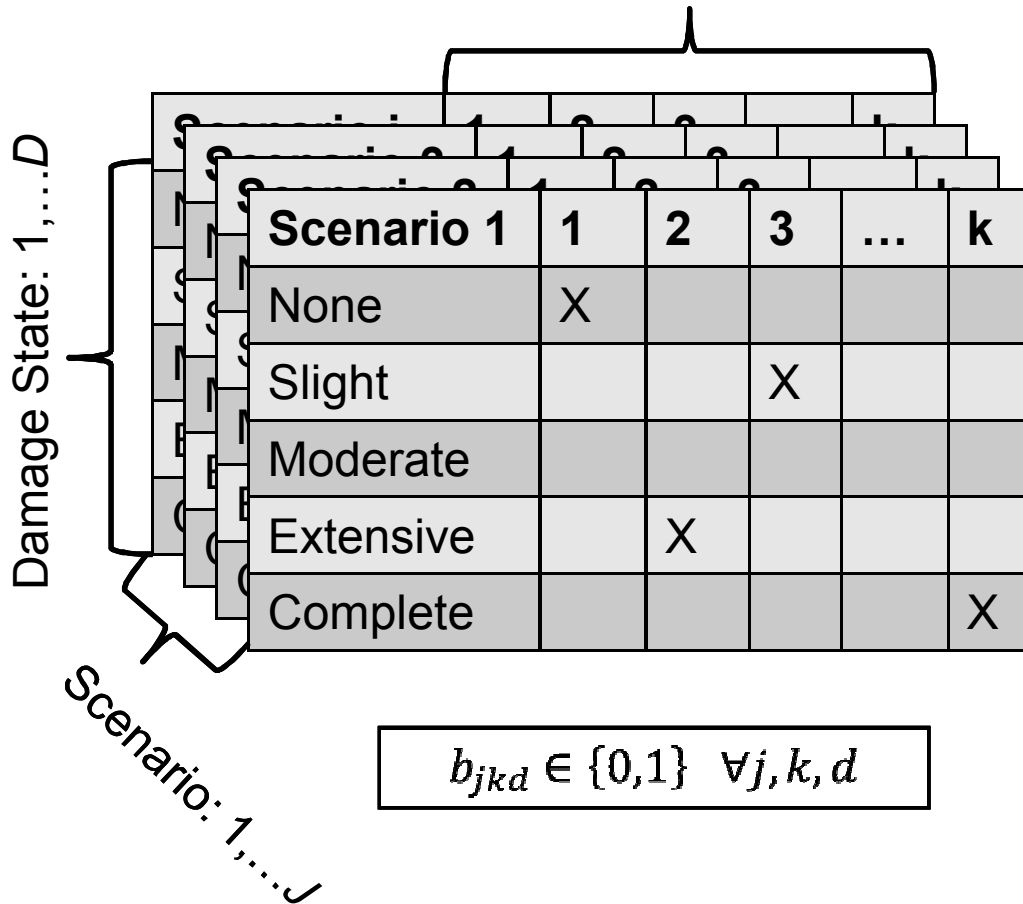 Damage State: 1,...D
Scenario 1 1 2 3 ... k
None X
Slight X
Moderate
Extensive X
Complete X
Scenario: 1,...J
b_{jkd} ∈ {0,1} ∀j, k, d